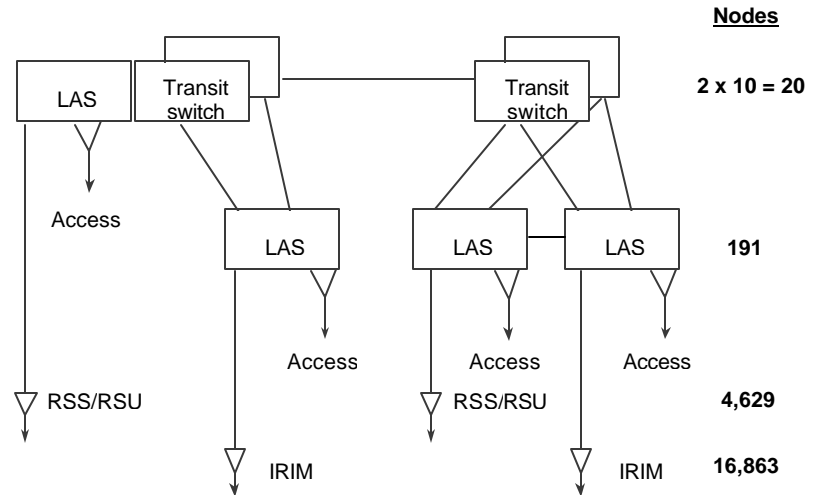 Nodes
LAS
Transit
switch
Transit
switch
2 x 10 = 20
Access
LAS
LAS
LAS
191
Access
Access
Access
RSS/RSU
RSS/RSU
4,629
IRIM
IRIM
16,863